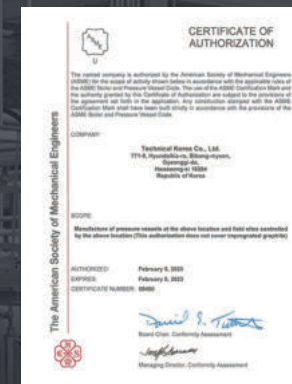 CERTIFICATE OF
AUTHORIZATION
U
The named company is authorized by the American Society of Mechanical Engineers
(ASME) for the scope of activity shown below in accordance with the applicable rules of
the ASME Boiler and Pressure Vessel Code. The use of the ASME Certification Mark and
the authority granted by this Certificate of Authorization are subject to the provisions of
the agreement set forth in the application. Any construction stamped with the ASME
Certification Mark shall have been built strictly in accordance with the provisions of the
ASME Boiler and Pressure Vessel Code.
COMPANY:
Technical Korea Co., Ltd.
Gyeonggi-do,
Republic of Korea
SCOPE:
Manufacture of pressure vessels at the above location and field sites controlled
by the above location (This authorization does not cover impregnated graphite)
AUTHORIZED: February 5, 2020
EXPIRES: February 5, 2023
CERTIFICATE NUMBER:
Board Chair, Conformity Assessment
Managing Director, Conformity Assessment
The American Society of Mechanical Engineers